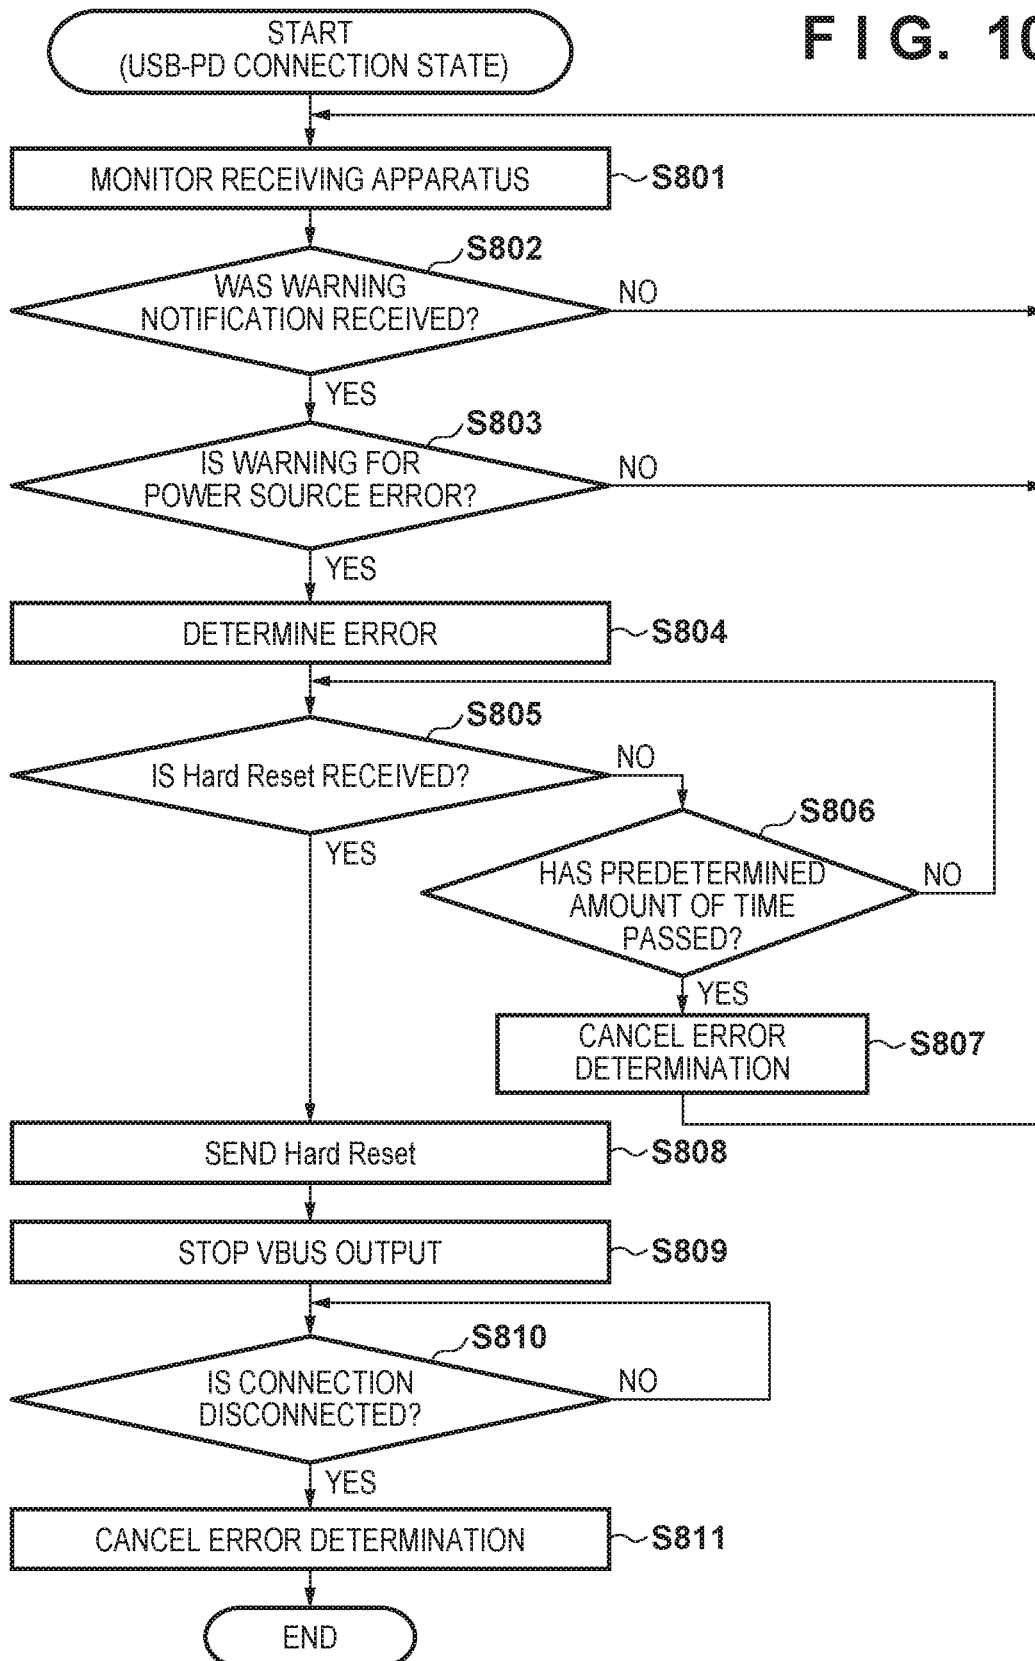 START
(USB-PD CONNECTION STATE)
FIG. 10
MONITOR RECEIVING APPARATUS
S801
S802
WAS WARNING
NOTIFICATION RECEIVED?
NO
YES
S803
IS WARNING FOR
POWER SOURCE ERROR?
NO
YES
DETERMINE ERROR
S804
S805
IS Hard Reset RECEIVED?
NO
YES
S806
HAS PREDETERMINED
AMOUNT OF TIME
PASSED?
NO
YES
CANCEL ERROR
DETERMINATION
S807
SEND Hard Reset
S808
STOP VBUS OUTPUT
S809
S810
IS CONNECTION
DISCONNECTED?
NO
YES
CANCEL ERROR DETERMINATION
S811
END